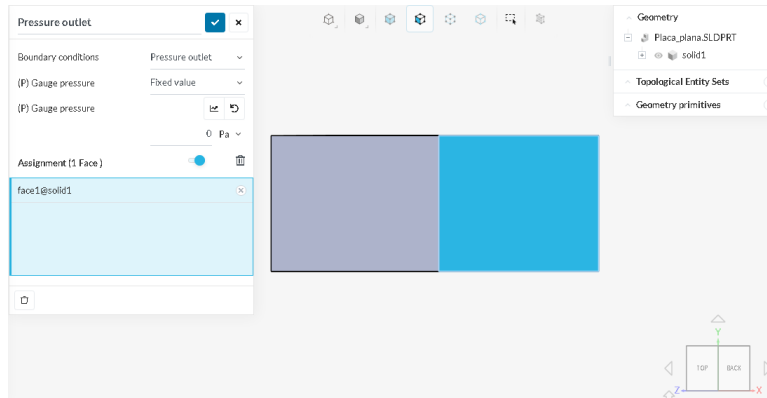 Pressure outlet
Boundary conditions Pressure outlet
(P) Gauge pressure Fixed value
(P) Gauge pressure
0 Pa
Assignment (1 Face )
face1@solid1
Geometry
Placa_plana.SLDPRT
solid1
Topological Entity Sets
Geometry primitives
Y
TOP BACK
Z X